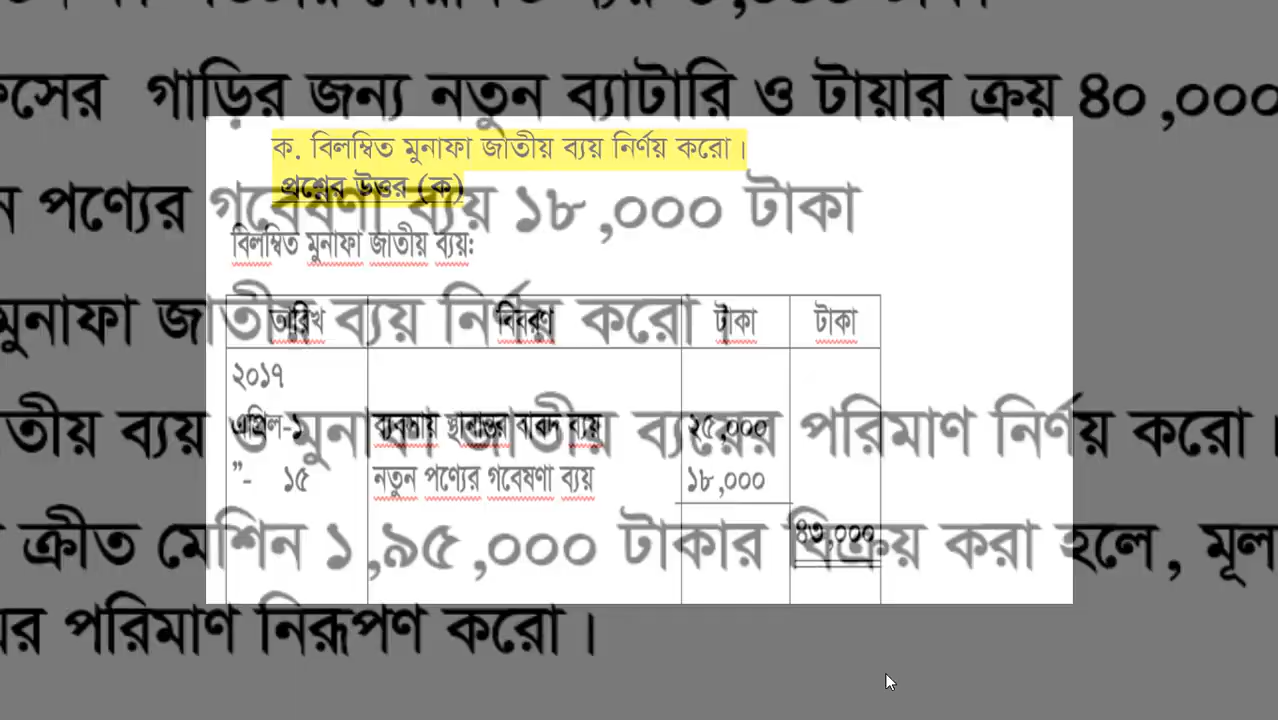 ৪০,০০০
কসের গাড়ির জন্য নতুন ব্যাটারি ও টায়ার ক্রয় ৪০,০০০
ক. বিলম্বিত মুনাফা জাতীয় ব্যয় নির্ণয় করো।
প্রশ্নের উত্তর (ক)
ন পণ্যের গবেষণা ব্যয় ১৮,০০০ টাকা
বিলম্বিত মুনাফা জাতীয় ব্যয়ঃ
মুনাফা জাতীয় ব্যয় নির্ণয় করো।
তারিখ বিবরণ টাকা টাকা
২০১৭
এপ্রিল-১ ব্যবসায় স্থানান্তর বাবদ ব্যয় ২৫,০০০
তীয় ব্যয় ও মুনাফা জাতীয় ব্যয়ের পরিমাণ নির্ণয় করো।
”- ১৫ নতুন পণ্যের গবেষণা ব্যয় ১৮,০০০
৪৩,০০০
ক্রীত মেশিন ১,৯৫,০০০ টাকার বিক্রয় করা হলে, মূল
পরিমাণ নিরূপণ করো।